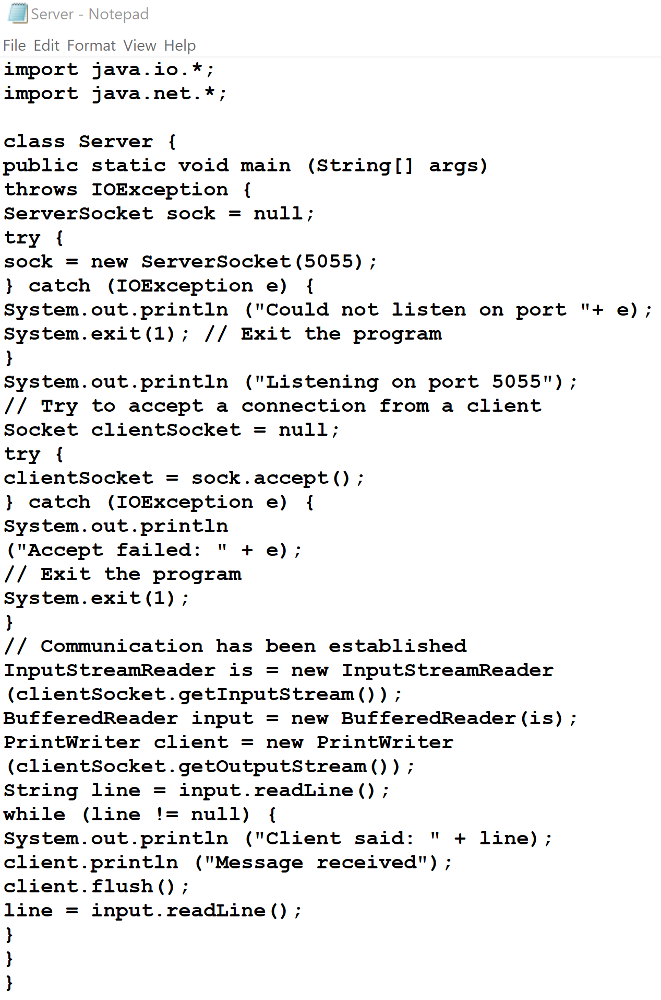 Server - Notepad
File Edit Format View Help
import java.io.*;
import java.net.*;

class Server {
public static void main (String[] args)
throws IOException {
ServerSocket sock = null;
try {
sock = new ServerSocket(5055);
} catch (IOException e) {
System.out.println ("Could not listen on port "+ e);
System.exit(1); // Exit the program
}
System.out.println ("Listening on port 5055");
// Try to accept a connection from a client
Socket clientSocket = null;
try {
clientSocket = sock.accept();
} catch (IOException e) {
System.out.println
("Accept failed: " + e);
// Exit the program
System.exit(1);
}
// Communication has been established
InputStreamReader is = new InputStreamReader
(clientSocket.getInputStream());
BufferedReader input = new BufferedReader(is);
PrintWriter client = new PrintWriter
(clientSocket.getOutputStream());
String line = input.readLine();
while (line != null) {
System.out.println ("Client said: " + line);
client.println ("Message received");
client.flush();
line = input.readLine();
}
}
}